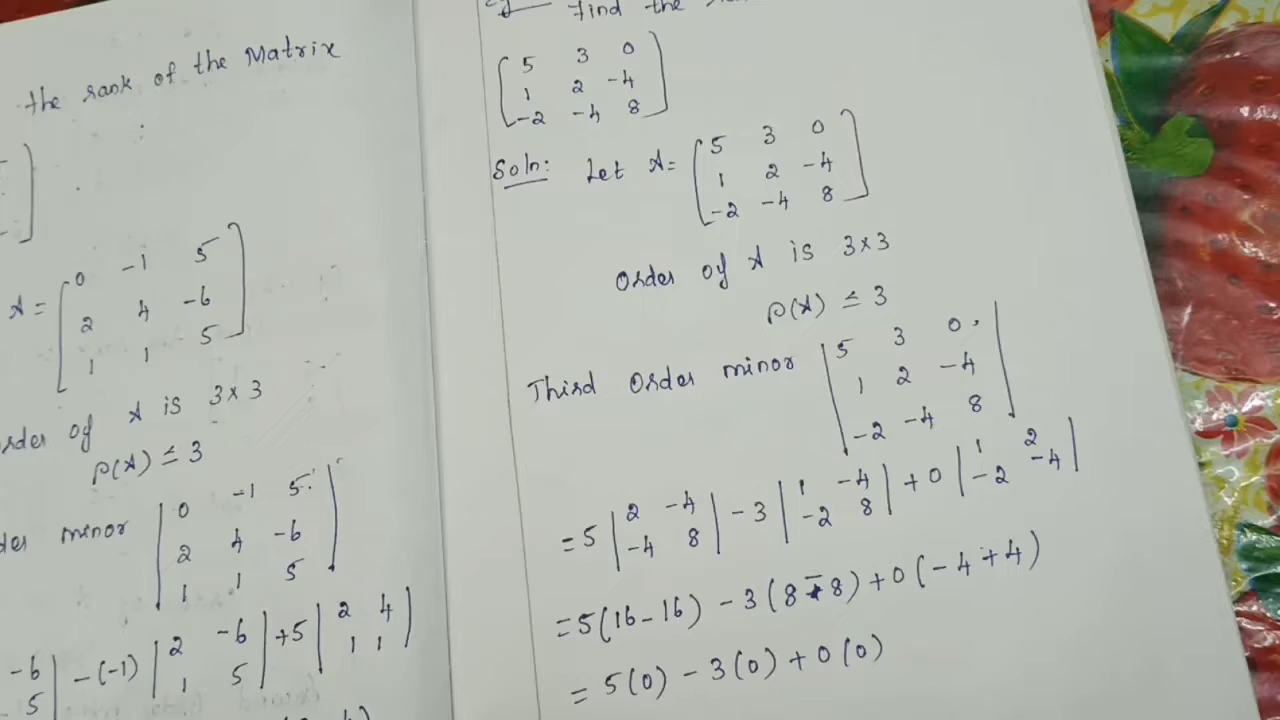 the rank of the Matrix
A = [ 0 -1 5
2 4 -6
1 1 5 ]
of A is 3×3
ρ(A) ≤ 3
minor | 0 -1 5 |
| 2 4 -6 |
| 1 1 5 |
-6 | - (-1) | 2 -6 | + 5 | 2 4 |
5 | | 1 5 | | 1 1 |
Find the
[ 5 3 0
1 2 -4
-2 -4 8 ]
Soln: Let A = [ 5 3 0
1 2 -4
-2 -4 8 ]
Order of A is 3×3
ρ(A) ≤ 3
Third Order minor | 5 3 0 |
| 1 2 -4 |
| -2 -4 8 |
= 5 | 2 -4 | - 3 | 1 -4 | + 0 | 1 2 |
| -4 8 | | -2 8 | | -2 -4 |
= 5(16-16) - 3(8-8) + 0(-4+4)
= 5(0) - 3(0) + 0(0)